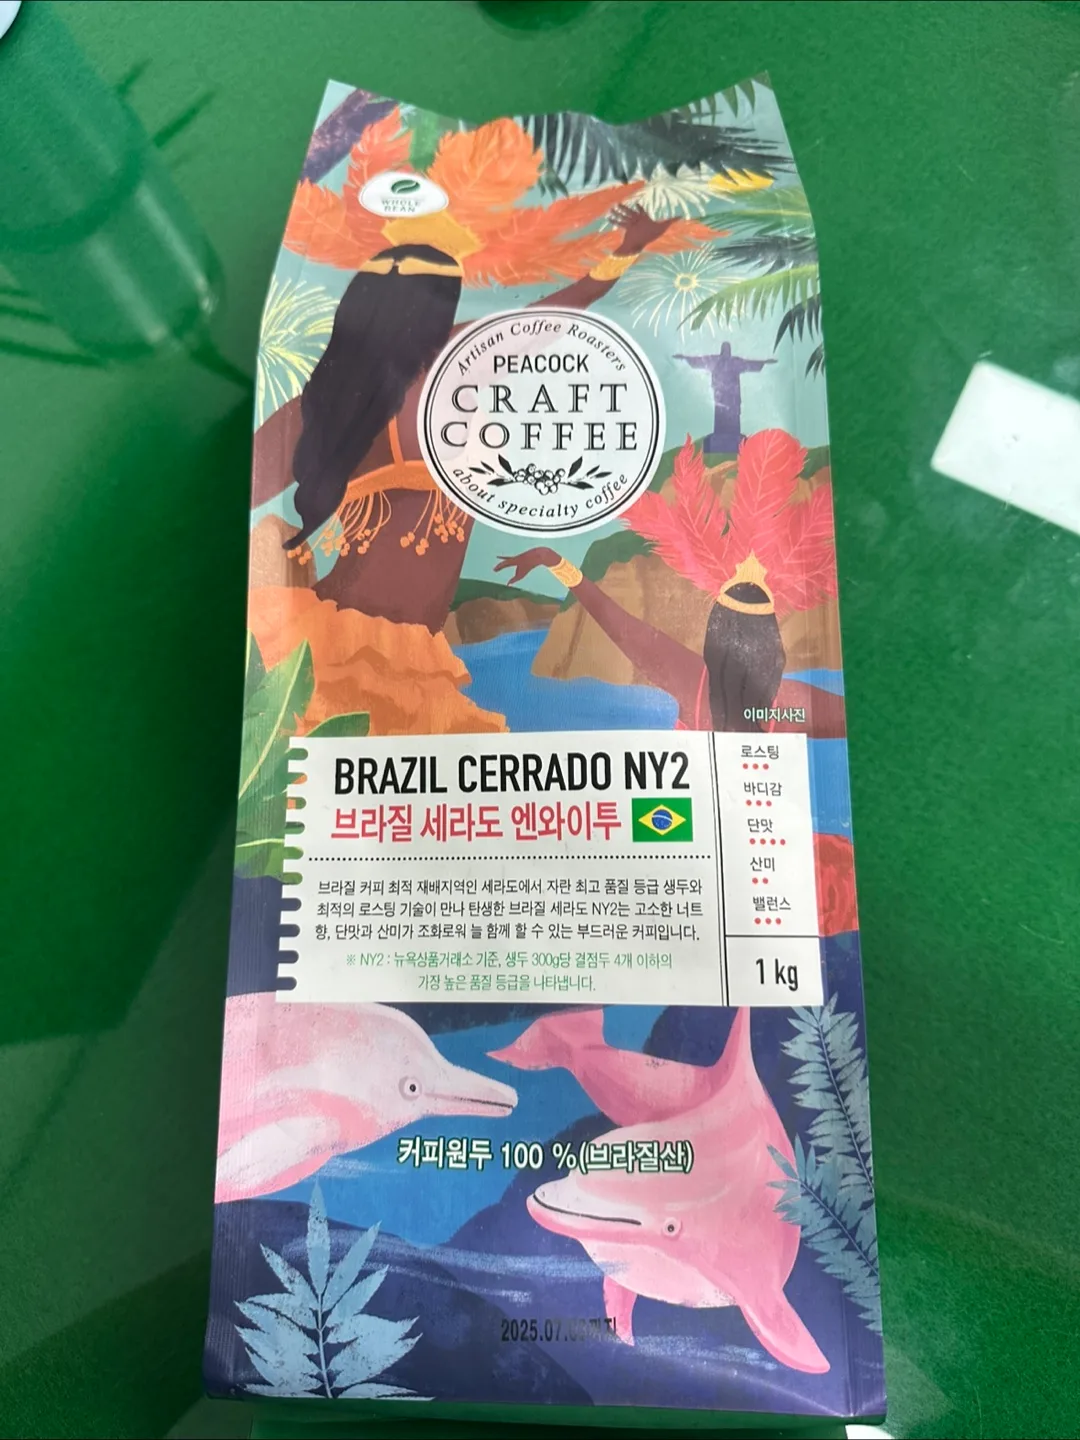 WHOLE
BEAN
Artisan Coffee Roasters
PEACOCK
CRAFT
COFFEE
about specialty coffee
이미지사진
BRAZIL CERRADO NY2
브라질 세라도 엔와이투
브라질 커피 최적 재배지역인 세라도에서 자란 최고 품질 등급 생두와
최적의 로스팅 기술이 만나 탄생한 브라질 세라도 NY2는 고소한 너트
향, 단맛과 산미가 조화로워 늘 함께 할 수 있는 부드러운 커피입니다.
※ NY2 : 뉴욕상품거래소 기준, 생두 300g당 결점두 4개 이하의
가장 높은 품질 등급을 나타냅니다.
로스팅
바디감
단맛
산미
밸런스
1 kg
커피원두 100 %(브라질산)